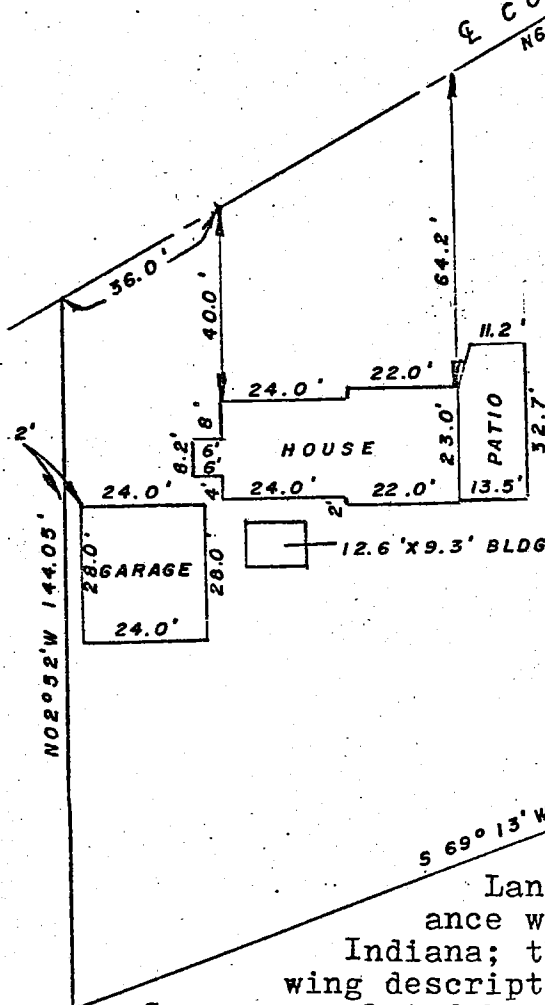 ℄ CO
N6
36.0'
40.0'
64.2'
11.2'
24.0'
22.0'
8'
8.2'
6'
6'
HOUSE
23.0'
PATIO
32.7'
2'
4'
24.0'
24.0'
22.0'
13.5'
2'
28.0'
GARAGE
28.0'
12.6'X9.3' BLDG
24.0'
N02°52'W 144.05'
S 69° 13' W
Lan
ance w
Indiana; t
wing descript